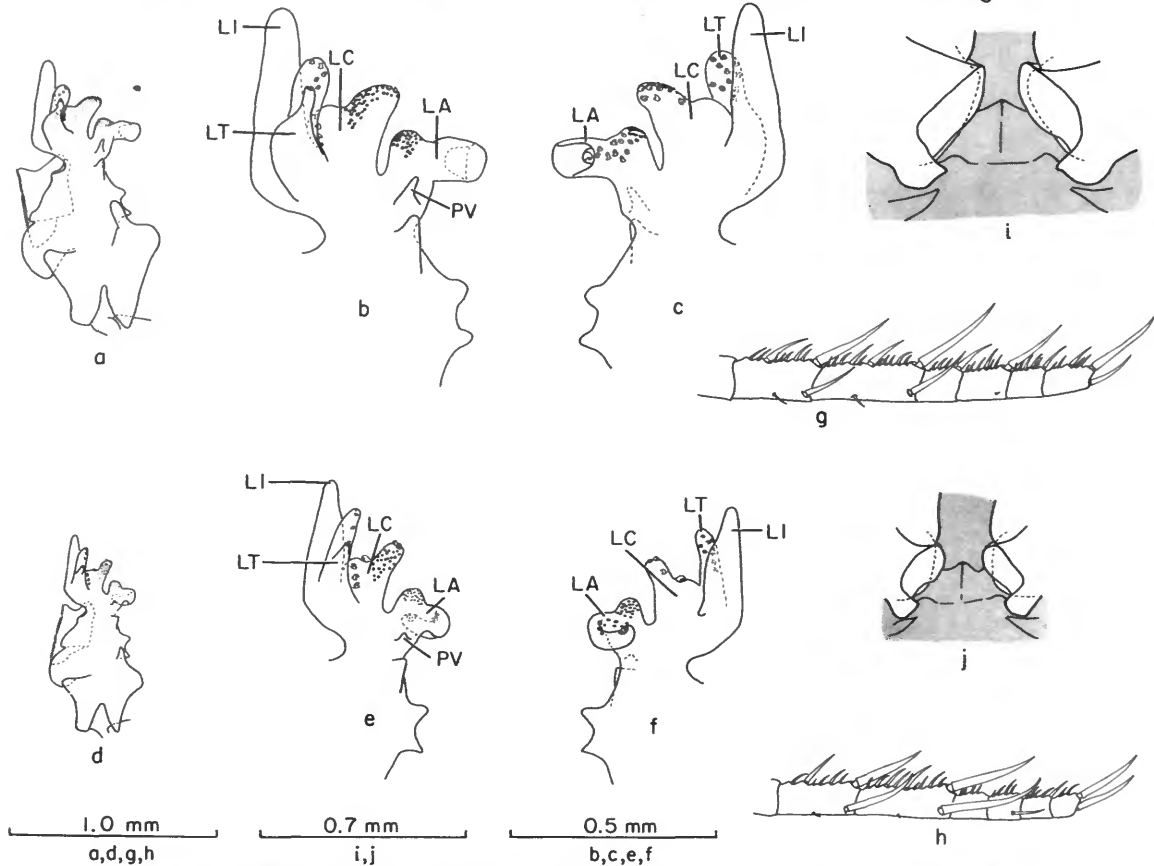 LI
LC
LA
LT
PV
LT
LI
LC
LA
a
b
c
i
g
LI
LC
LT
LA
PV
LT
LI
LC
LA
d
e
f
j
h
1.0 mm
a,d,g,h
0.7 mm
i,j
0.5 mm
b,c,e,f